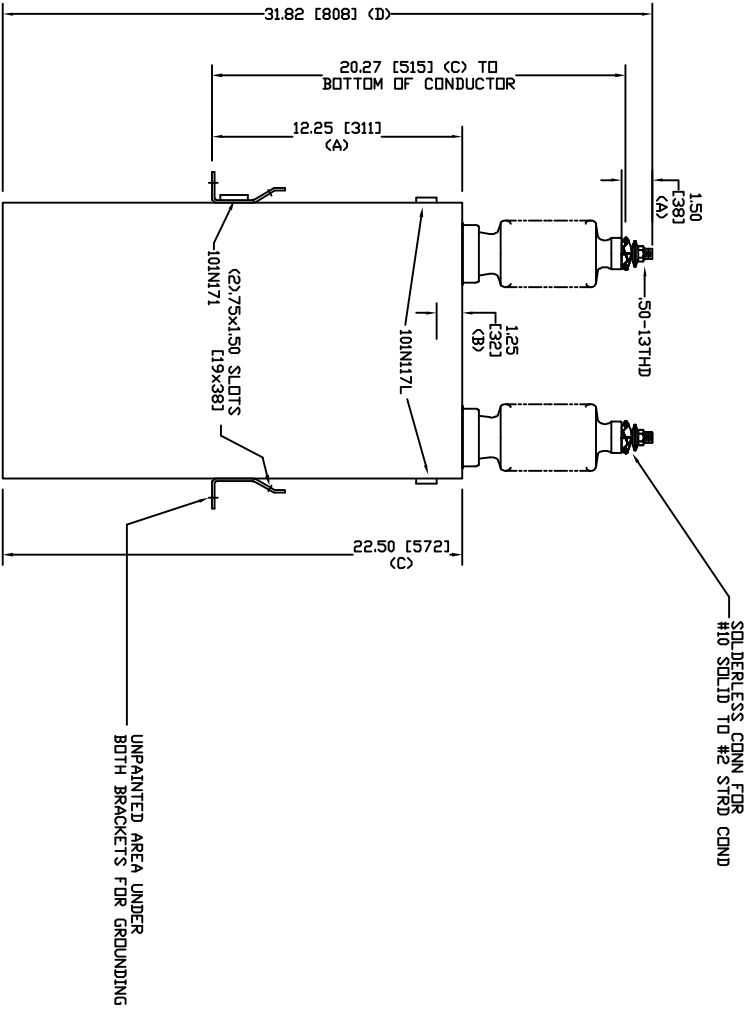 31.82 [808] (D)
20.27 [515] (C) TO
BOTTOM OF CONDUCTOR
12.25 [311]
(A)
1.50
[38]
(A)
.50-13THD
1.25
[32]
(B)
101N117L
101N171
(2).75x1.50 SLOTS
[19x38]
22.50 [572]
(C)
SOLDERLESS CONN FOR
#10 SOLID TO #2 STRD COND
UNPAINTED AREA UNDER
BOTH BRACKETS FOR GROUNDING